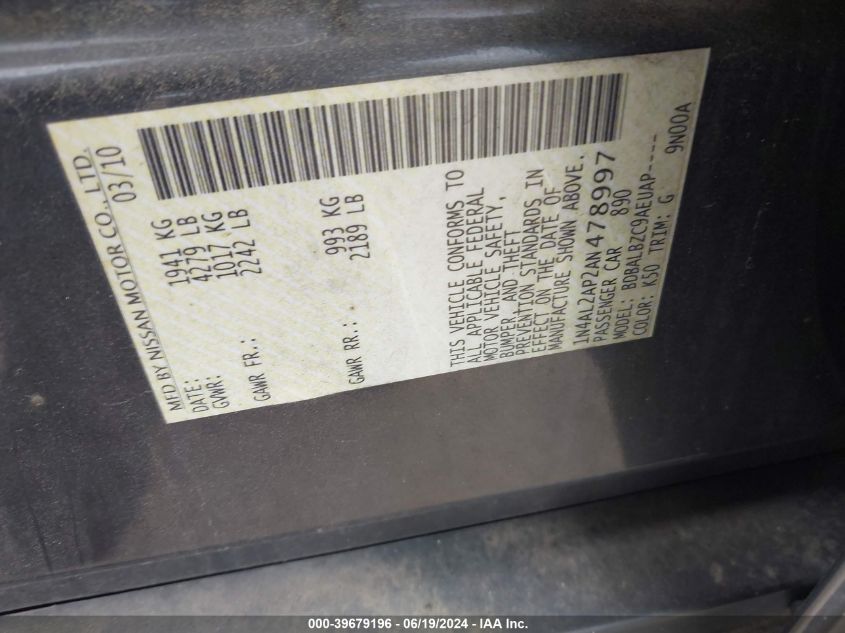 MFD BY NISSAN MOTOR CO., LTD.
DATE: 03/10
GVWR: 1941 KG
4279 LB
GAWR FR.: 1017 KG
2242 LB
GAWR RR.: 993 KG
2189 LB
THIS VEHICLE CONFORMS TO
ALL APPLICABLE FEDERAL
MOTOR VEHICLE SAFETY,
BUMPER, AND THEFT
PREVENTION STANDARDS IN
EFFECT ON THE DATE OF
MANUFACTURE SHOWN ABOVE.
1N4AL2AP2AN478997
PASSENGER CAR 890
MODEL: BDBALBZC9AEUAP----
COLOR: K50 TRIM: G 9N00A
000-39679196 - 06/19/2024 - IAA Inc.